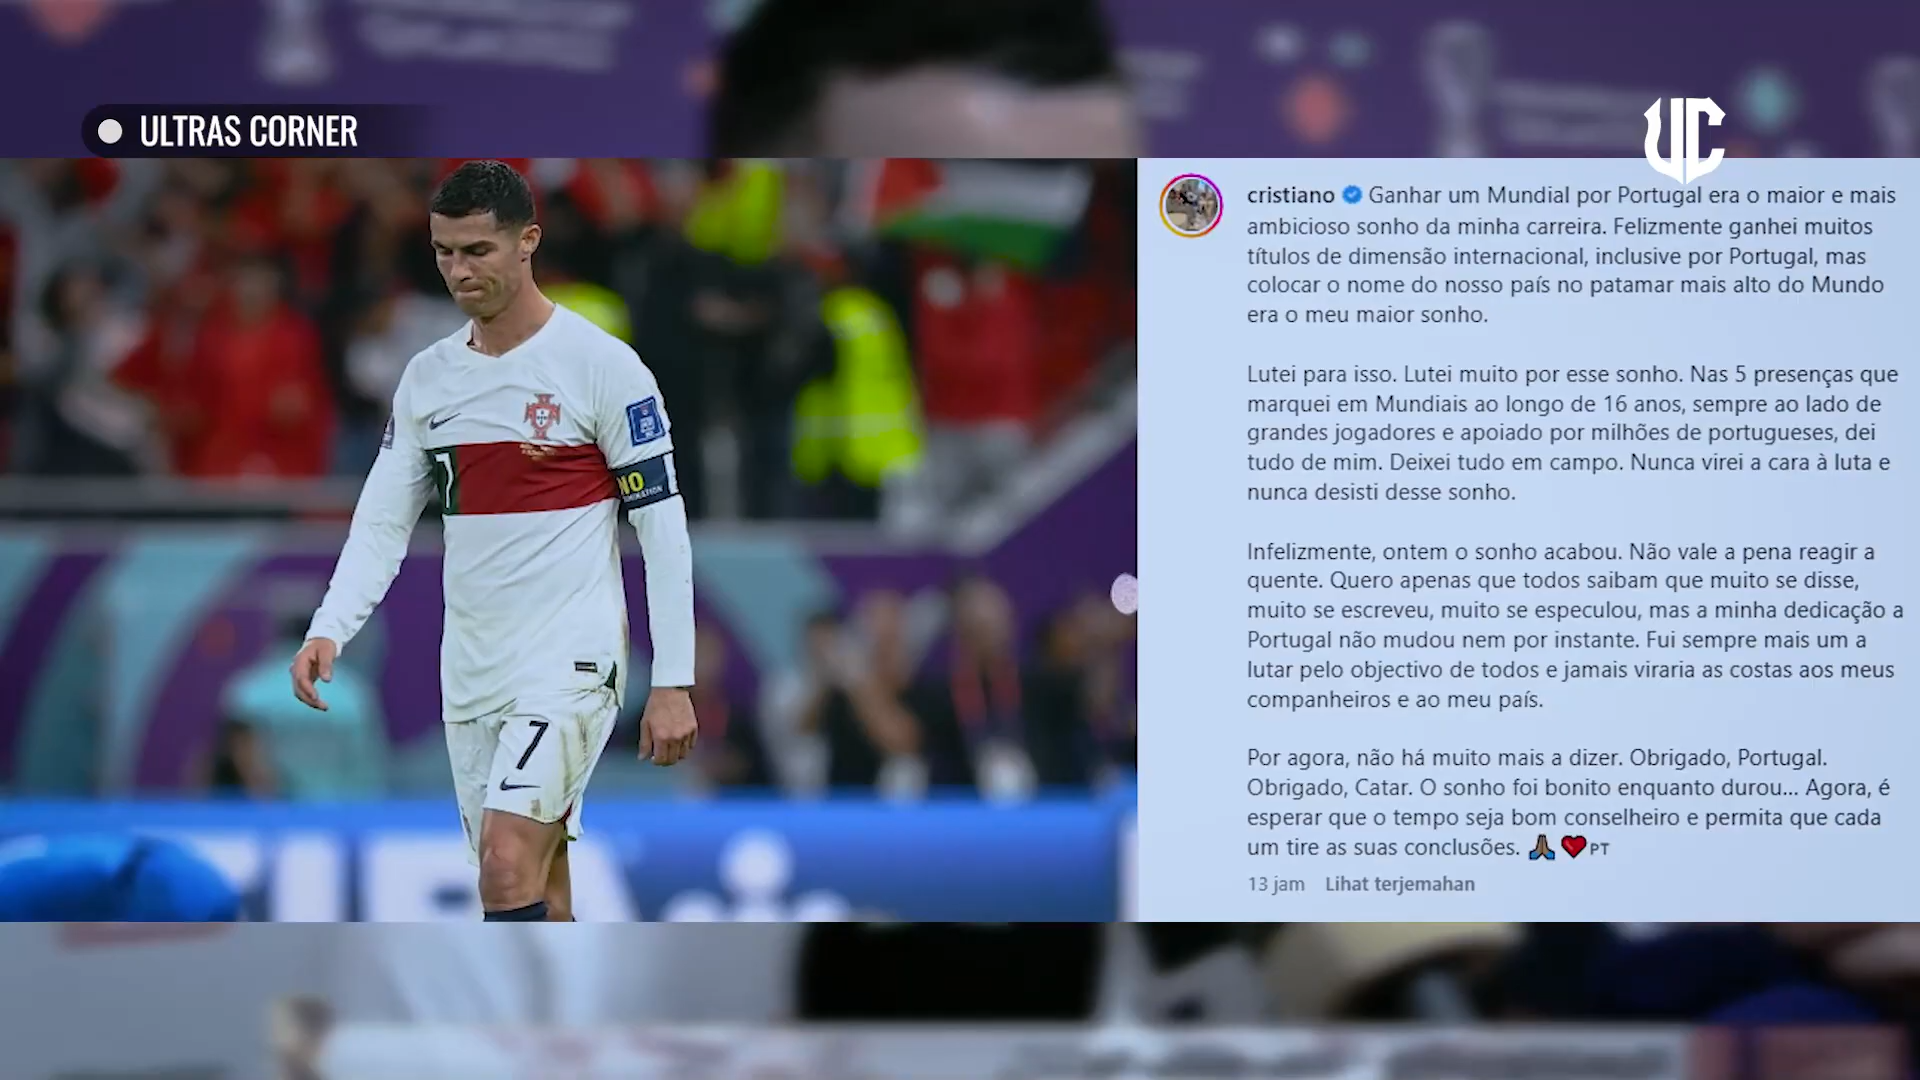 ULTRAS CORNER
UC
cristiano Ganhar um Mundial por Portugal era o maior e mais
ambicioso sonho da minha carreira. Felizmente ganhei muitos
títulos de dimensão internacional, inclusive por Portugal, mas
colocar o nome do nosso país no patamar mais alto do Mundo
era o meu maior sonho.
Lutei para isso. Lutei muito por esse sonho. Nas 5 presenças que
marquei em Mundiais ao longo de 16 anos, sempre ao lado de
grandes jogadores e apoiado por milhões de portugueses, dei
tudo de mim. Deixei tudo em campo. Nunca virei a cara à luta e
nunca desisti desse sonho.
Infelizmente, ontem o sonho acabou. Não vale a pena reagir a
quente. Quero apenas que todos saibam que muito se disse,
muito se escreveu, muito se especulou, mas a minha dedicação a
Portugal não mudou nem por instante. Fui sempre mais um a
lutar pelo objectivo de todos e jamais viraria as costas aos meus
companheiros e ao meu país.
Por agora, não há muito mais a dizer. Obrigado, Portugal.
Obrigado, Catar. O sonho foi bonito enquanto durou... Agora, é
esperar que o tempo seja bom conselheiro e permita que cada
um tire as suas conclusões. 🙏🏾❤️PT
13 jam Lihat terjemahan
7
NO
7